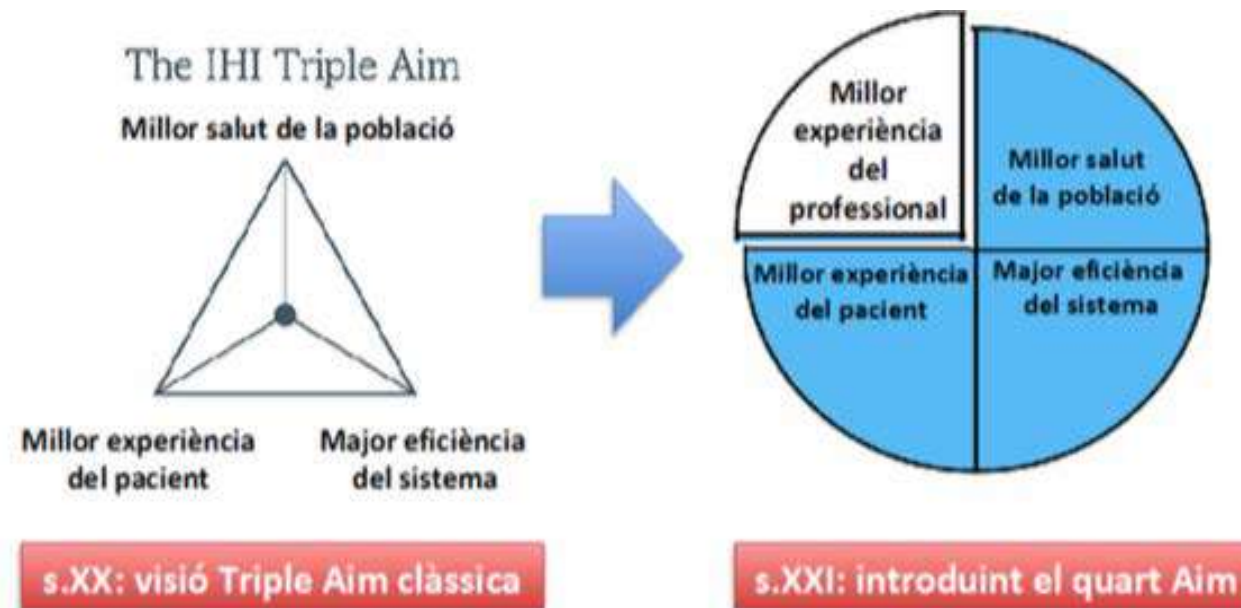 The IHI Triple Aim
Millor salut de la població
Millor experiència
del pacient
Major eficiència
del sistema
s.XX: visió Triple Aim clàssica
Millor
experiència
del
professional
Millor salut
de la població
Millor experiència
del pacient
Major eficiència
del sistema
s.XXI: introduint el quart Aim